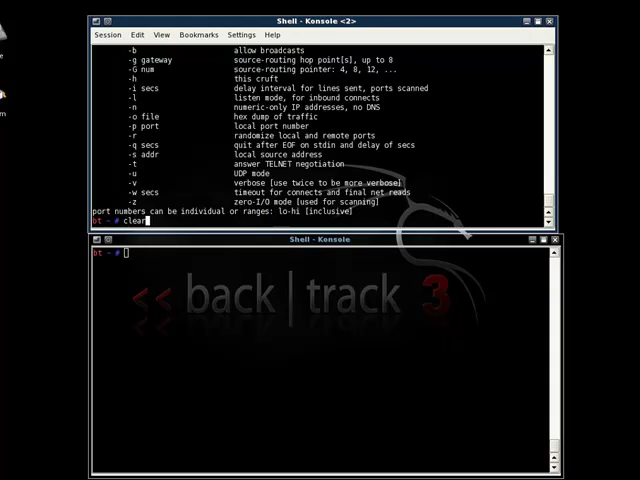 Shell - Konsole <2>
Session Edit View Bookmarks Settings Help
-b allow broadcasts
-g gateway source-routing hop point[s], up to 8
-G num source-routing pointer: 4, 8, 12, ...
-h this cruft
-i secs delay interval for lines sent, ports scanned
-l listen mode, for inbound connects
-n numeric-only IP addresses, no DNS
-o file hex dump of traffic
-p port local port number
-r randomize local and remote ports
-q secs quit after EOF on stdin and delay of secs
-s addr local source address
-t answer TELNET negotiation
-u UDP mode
-v verbose [use twice to be more verbose]
-w secs timeout for connects and final net reads
-z zero-I/O mode [used for scanning]
port numbers can be individual or ranges: lo-hi [inclusive]
bt ~ # clear
Shell - Konsole
bt ~ #
<< back | track 3
m